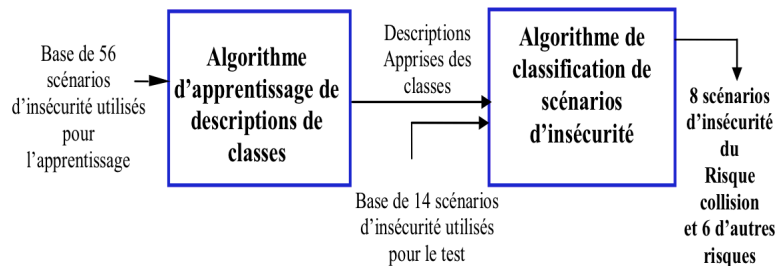 Base de 56
scénarios
d'insécurité utilisés
pour
l'apprentissage
Algorithme
d'apprentissage de
descriptions de
classes
Descriptions
Apprises des
classes
Base de 14 scénarios
d'insécurité utilisés
pour le test
Algorithme de
classification de
scénarios
d'insécurité
8 scénarios
d'insécurité
du
Risque
collision
et 6 d'autres
risques